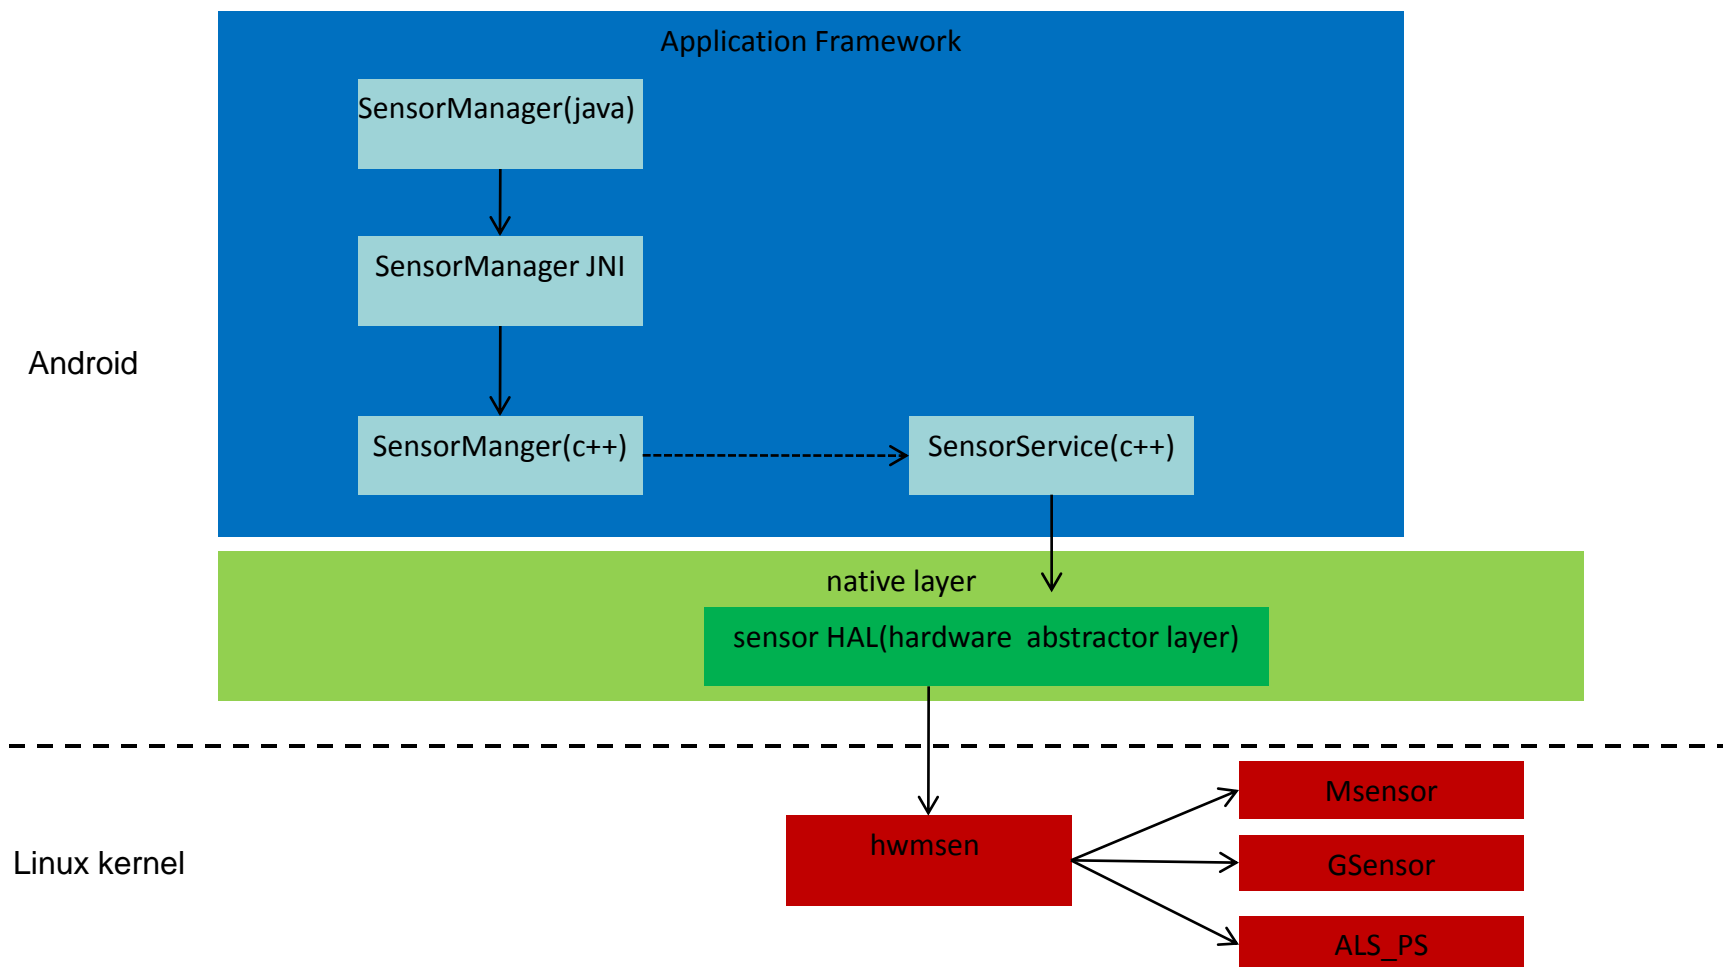 Application Framework
SensorManager(java)
SensorManager JNI
Android
SensorManger(c++)
SensorService(c++)
native layer
sensor HAL(hardware  abstractor layer)
Msensor
hwmsen
Linux kernel
GSensor
ALS_PS